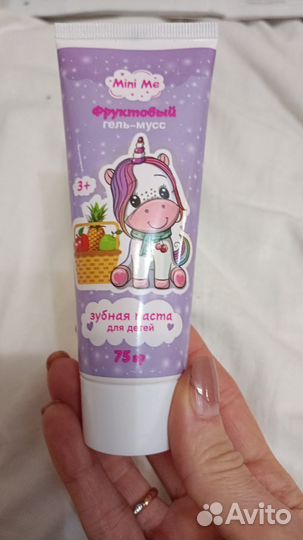 Mini Me
Фруктовый
гель-мусс
3+
зубная паста
для детей
75 гр
Avito